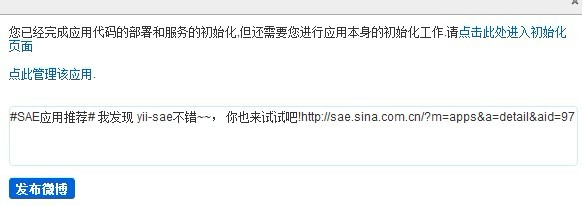 您已经完成应用代码的部署和服务的初始化,但还需要您进行应用本身的初始化工作.请点击此处进入初始化
页面
点此管理该应用.
#SAE应用推荐# 我发现 yii-sae不错~~， 你也来试试吧!http://sae.sina.com.cn/?m=apps&a=detail&aid=97
发布微博